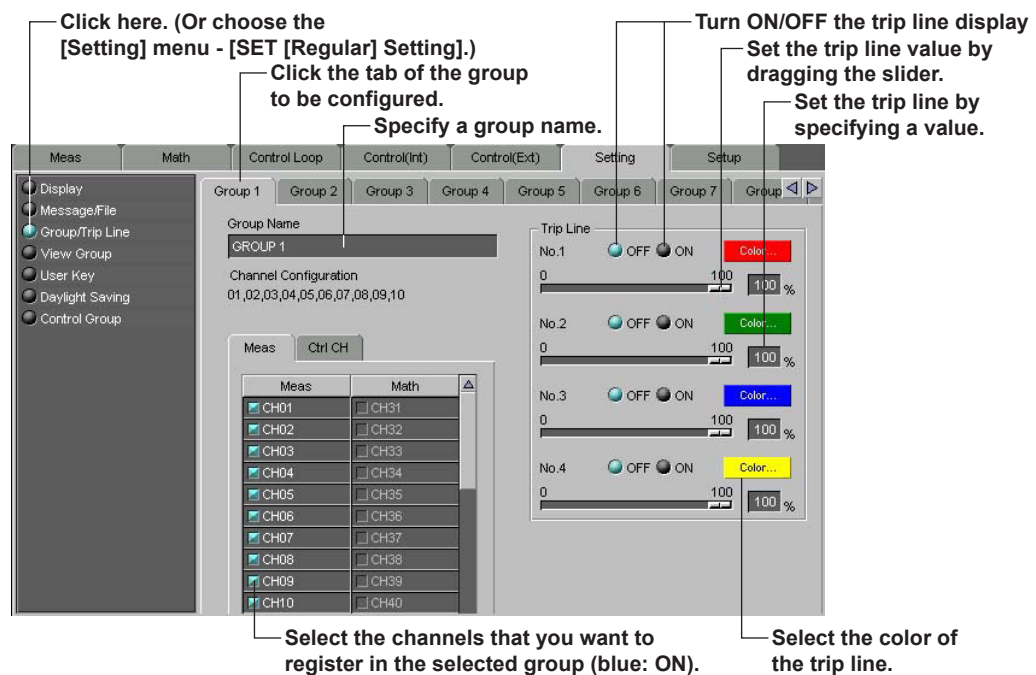 Click here. (Or choose the
[Setting] menu - [SET [Regular] Setting].)
Click the tab of the group
to be configured.
Specify a group name.
Turn ON/OFF the trip line display
Set the trip line value by
dragging the slider.
Set the trip line by
specifying a value.
Meas Math Control Loop Control(Int) Control(Ext) Setting Setup
Display
Message/File
Group/Trip Line
View Group
User Key
Daylight Saving
Control Group
Group 1 Group 2 Group 3 Group 4 Group 5 Group 6 Group 7 Group
Group Name
GROUP 1
Channel Configuration
01,02,03,04,05,06,07,08,09,10
Meas Ctrl CH
Meas Math
CH01 CH31
CH02 CH32
CH03 CH33
CH04 CH34
CH05 CH35
CH06 CH36
CH07 CH37
CH08 CH38
CH09 CH39
CH10 CH40
Trip Line
No.1 OFF ON Color...
0 100 100 %
No.2 OFF ON Color...
0 100 100 %
No.3 OFF ON Color...
0 100 100 %
No.4 OFF ON Color...
0 100 100 %
Select the channels that you want to
register in the selected group (blue: ON).
Select the color of
the trip line.